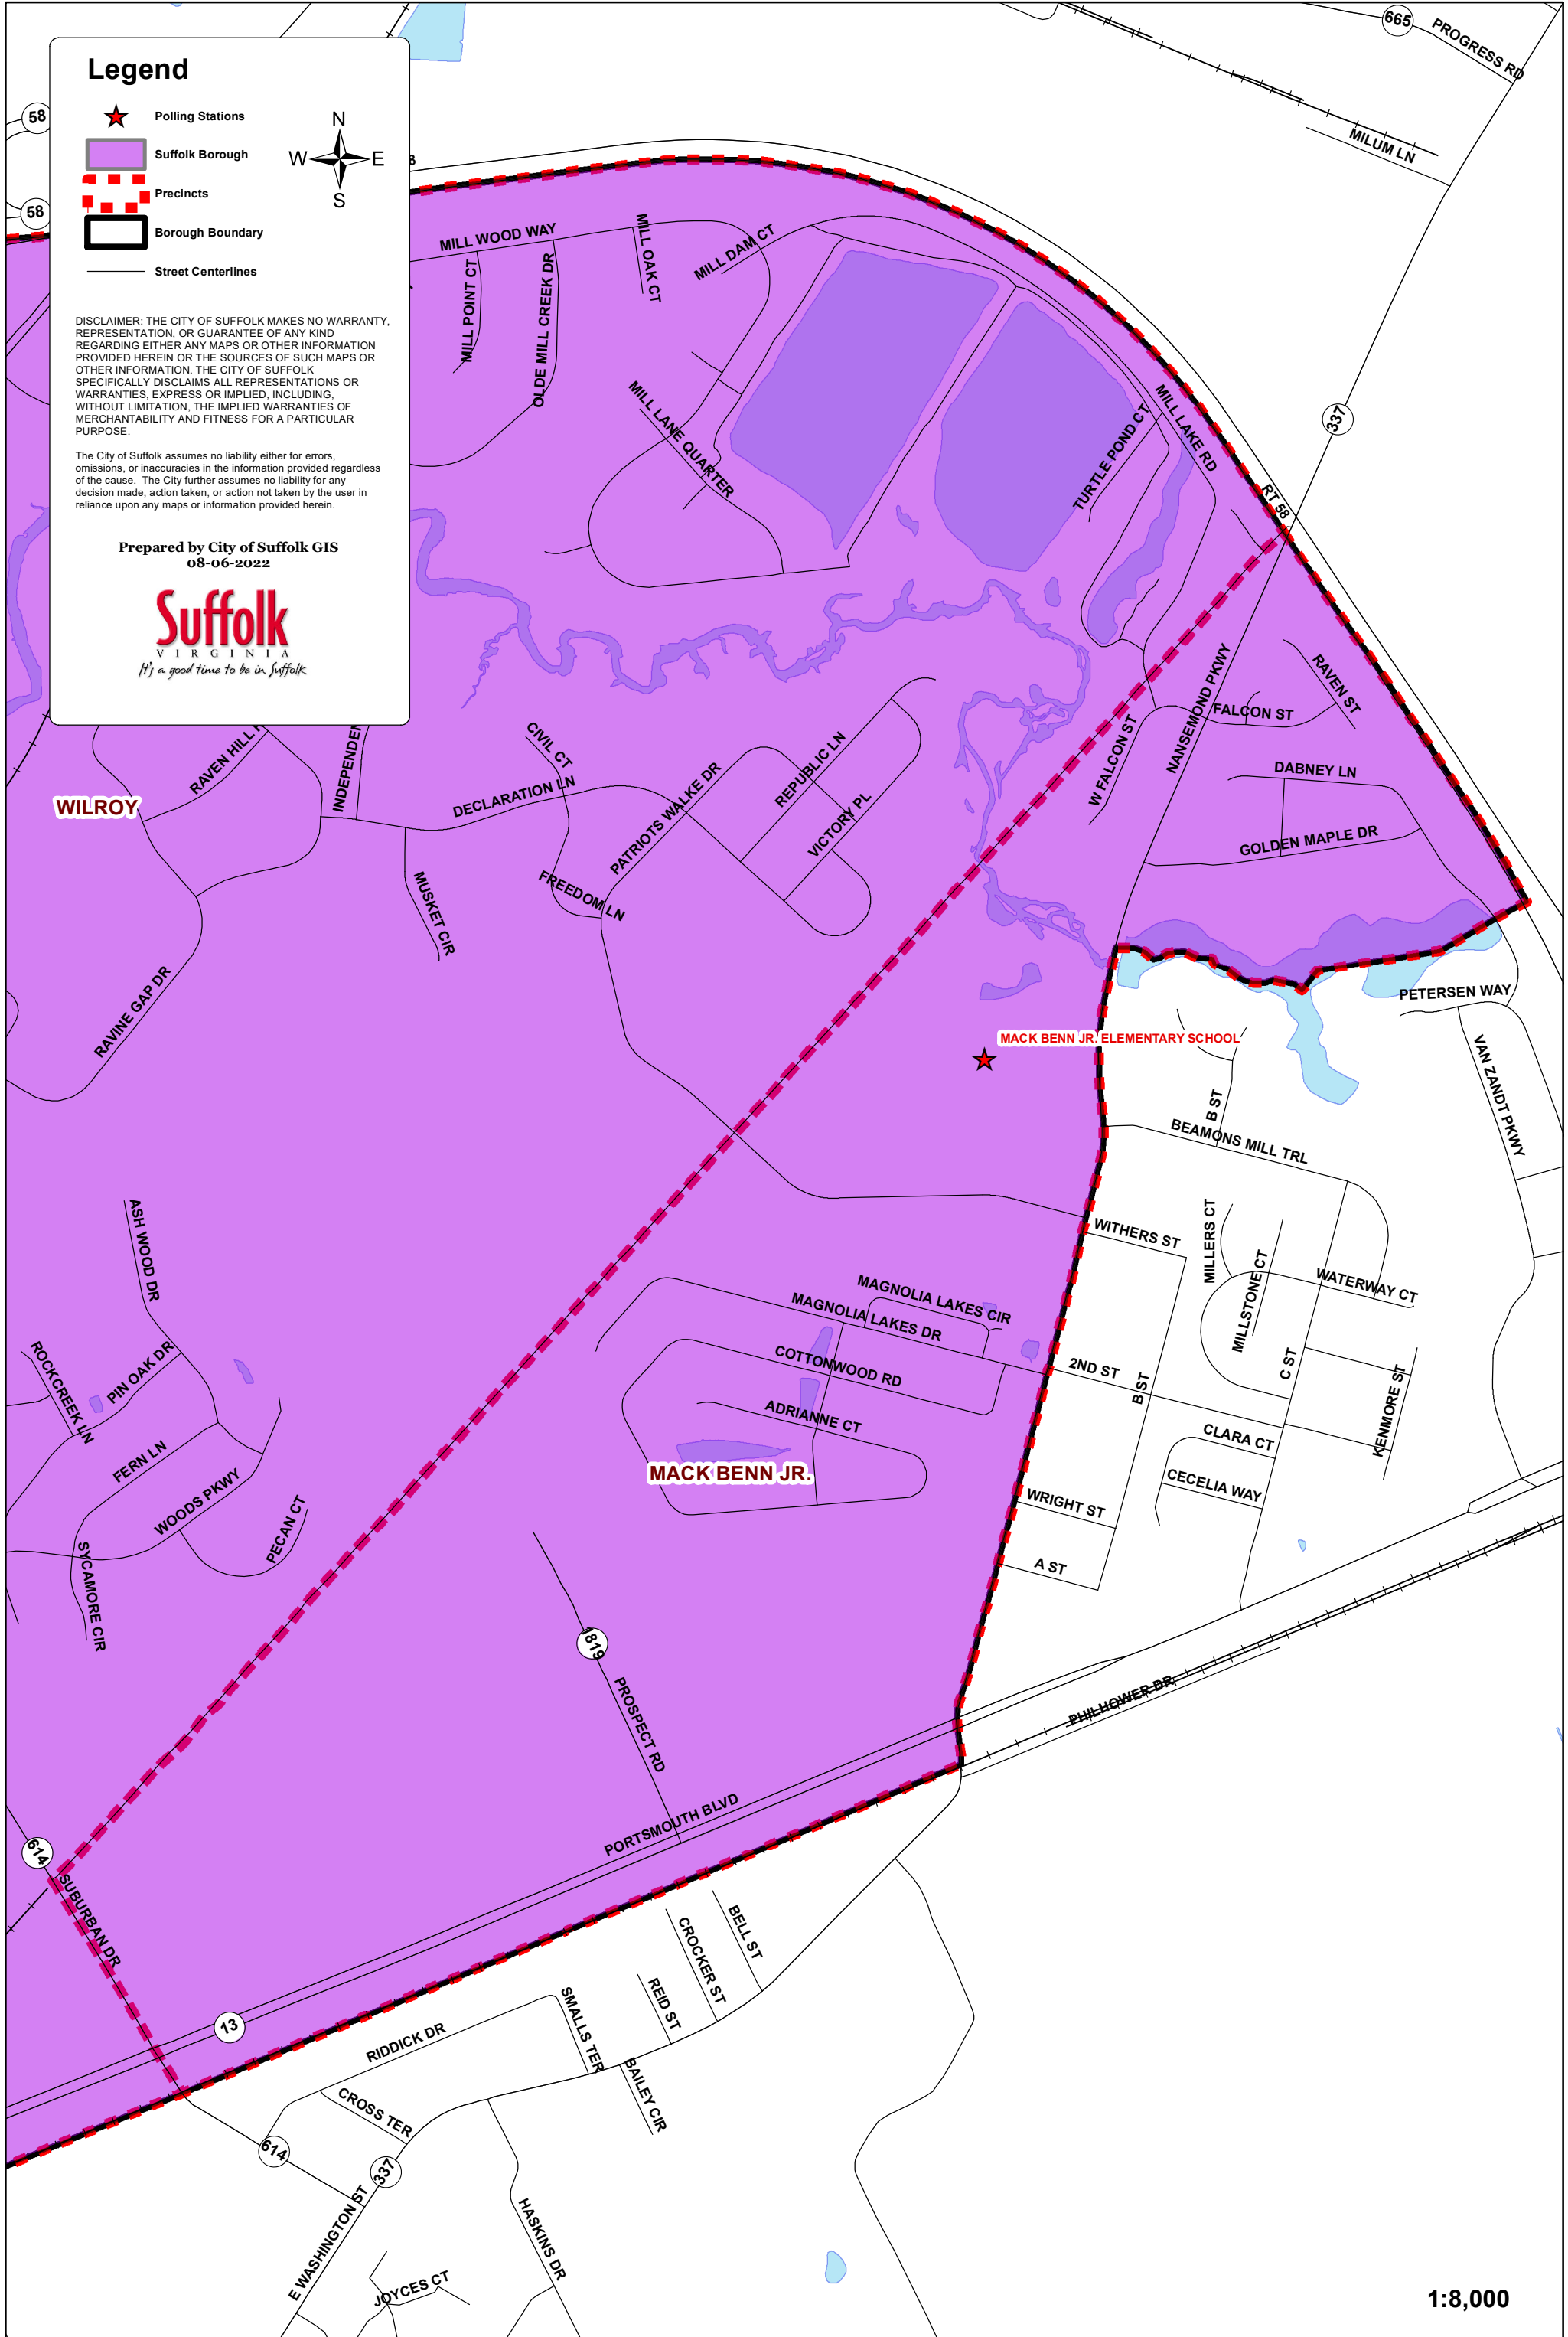 Legend
Polling Stations
Suffolk Borough
Precincts
Borough Boundary
Street Centerlines
N
W
E
S
DISCLAIMER: THE CITY OF SUFFOLK MAKES NO WARRANTY,
REPRESENTATION, OR GUARANTEE OF ANY KIND
REGARDING EITHER ANY MAPS OR OTHER INFORMATION
PROVIDED HEREIN OR THE SOURCES OF SUCH MAPS OR
OTHER INFORMATION. THE CITY OF SUFFOLK
SPECIFICALLY DISCLAIMS ALL REPRESENTATIONS OR
WARRANTIES, EXPRESS OR IMPLIED, INCLUDING,
WITHOUT LIMITATION, THE IMPLIED WARRANTIES OF
MERCHANTABILITY AND FITNESS FOR A PARTICULAR
PURPOSE.
The City of Suffolk assumes no liability either for errors,
omissions, or inaccuracies in the information provided regardless
of the cause. The City further assumes no liability for any
decision made, action taken, or action not taken by the user in
reliance upon any maps or information provided herein.
Prepared by City of Suffolk GIS
08-06-2022
Suffolk
VIRGINIA
It's a good time to be in Suffolk
58
58
665
PROGRESS RD
MILUM LN
337
RT 58
MILL WOOD WAY
MILL POINT CT
OLDE MILL CREEK DR
MILL OAK CT
MILL DAM CT
MILL LANE QUARTER
TURTLE POND CT
MILL LAKE RD
NANSEMOND PKWY
W FALCON ST
FALCON ST
RAVEN ST
DABNEY LN
GOLDEN MAPLE DR
WILROY
RAVEN HILL
INDEPENDEN
DECLARATION LN
CIVIL CT
PATRIOTS WALKE DR
REPUBLIC LN
VICTORY PL
FREEDOM LN
MUSKET CIR
RAVINE GAP DR
MACK BENN JR. ELEMENTARY SCHOOL
PETERSEN WAY
VAN ZANDT PKWY
B ST
BEAMONS MILL TRL
WITHERS ST
MILLERS CT
MILLSTONE CT
WATERWAY CT
2ND ST
B ST
C ST
KENMORE ST
CLARA CT
CECELIA WAY
WRIGHT ST
A ST
MAGNOLIA LAKES CIR
MAGNOLIA LAKES DR
COTTONWOOD RD
ADRIANNE CT
MACK BENN JR.
ASH WOOD DR
PIN OAK DR
ROCKCREEK LN
FERN LN
WOODS PKWY
PECAN CT
SYCAMORE CIR
1819
PROSPECT RD
PORTSMOUTH BLVD
PHILHOWER DR
614
SUBURBAN DR
13
RIDDICK DR
CROSS TER
SMALLS TER
REID ST
CROCKER ST
BELL ST
BAILEY CIR
614
337
E WASHINGTON ST
HASKINS DR
JOYCES CT
1:8,000